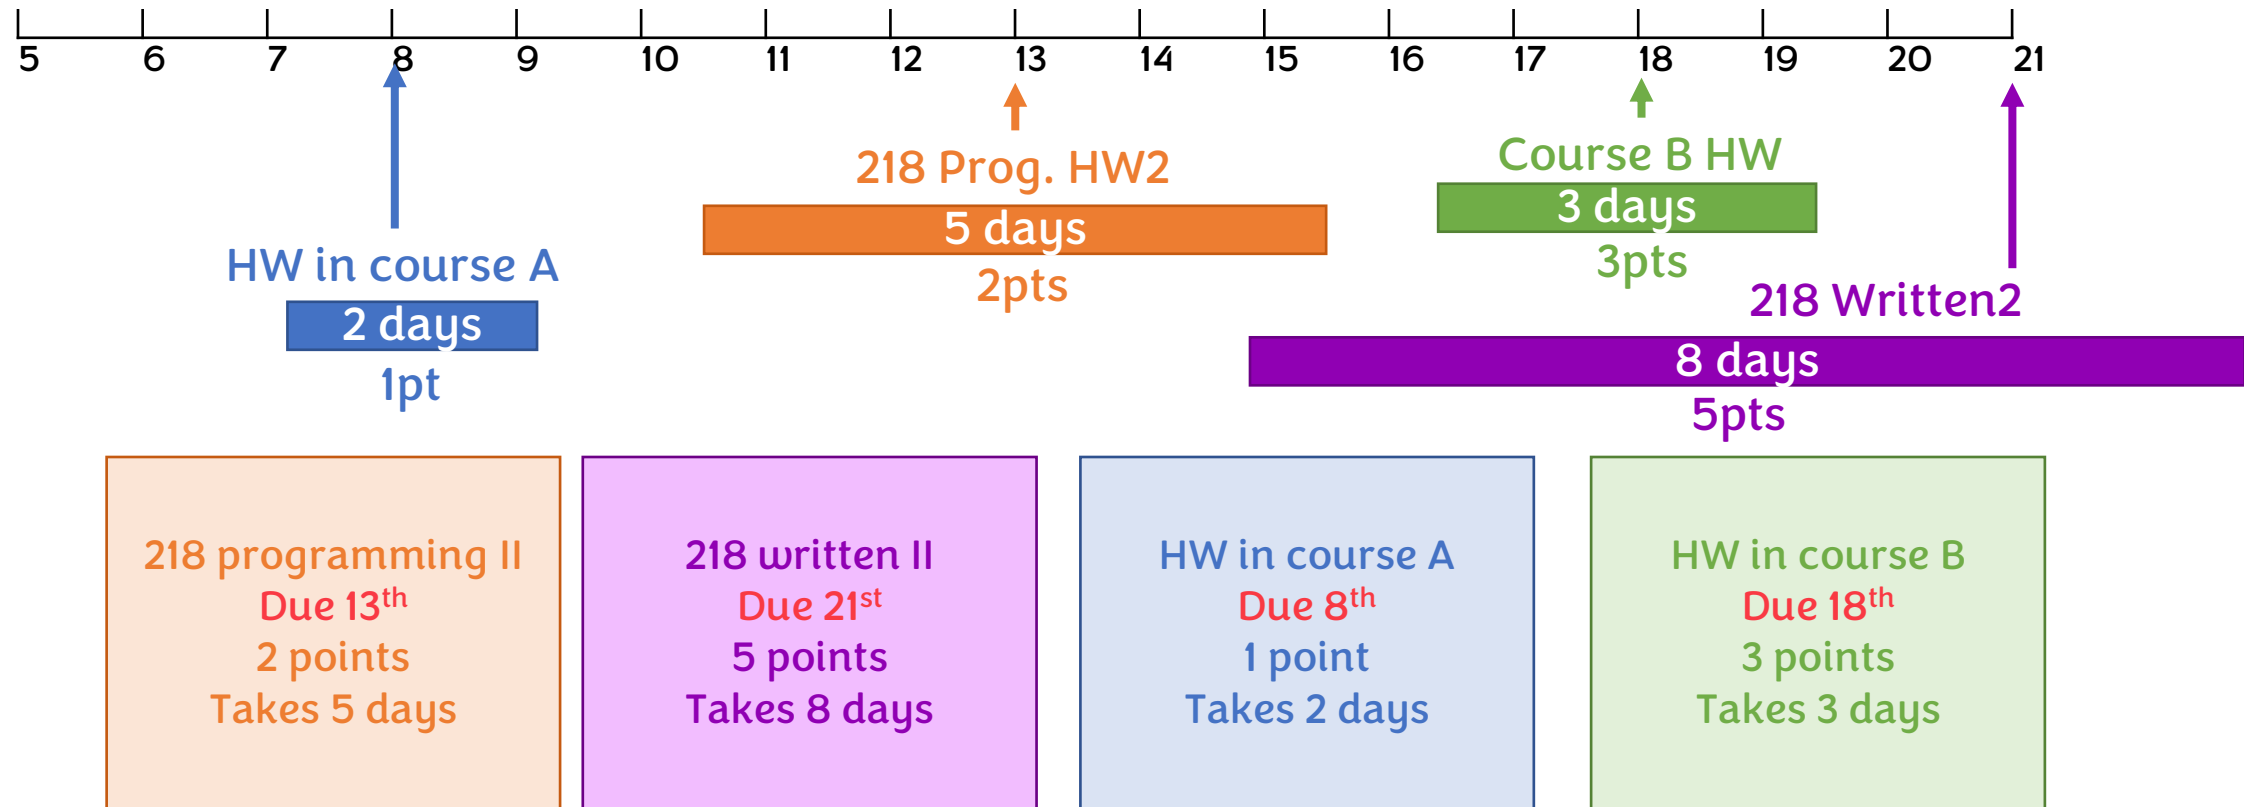 5 6 7 8 9 10 11 12 13 14 15 16 17 18 19 20 21
HW in course A
2 days
1pt
218 Prog. HW2
5 days
2pts
Course B HW
3 days
3pts
218 Written2
8 days
5pts
218 programming II
Due 13th
2 points
Takes 5 days
218 written II
Due 21st
5 points
Takes 8 days
HW in course A
Due 8th
1 point
Takes 2 days
HW in course B
Due 18th
3 points
Takes 3 days